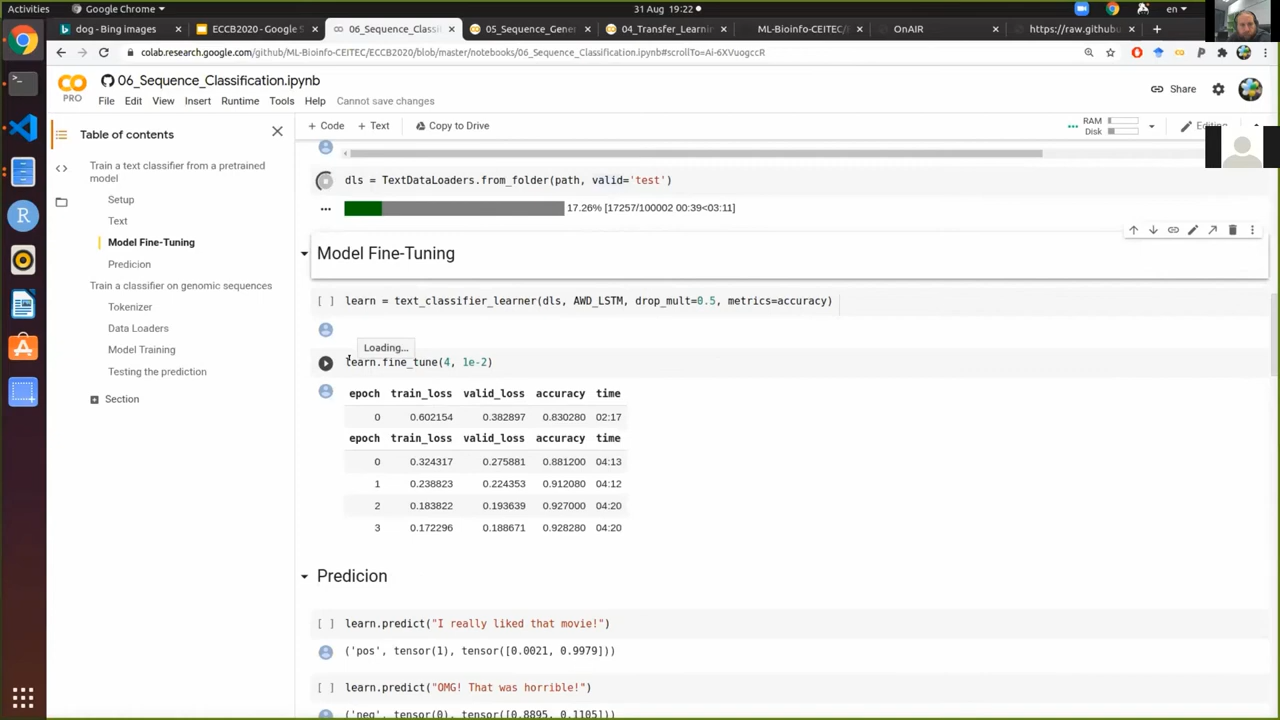 Activities
Google Chrome
31 Aug 19:22
en
dog - Bing images
ECCB2020 - Google S
06_Sequence_Classifi
05_Sequence_Gene
04_Transfer_Learni
ML-Bioinfo-CEITEC/E
OnAIR
https://raw.githubu
colab.research.google.com/github/ML-Bioinfo-CEITEC/ECCB2020/blob/master/notebooks/06_Sequence_Classification.ipynb#scrollTo=Ai-6XVuogccR
PRO
06_Sequence_Classification.ipynb
File Edit View Insert Runtime Tools Help Cannot save changes
Share
Table of contents
+ Code + Text Copy to Drive
RAM
Disk
Editing
Train a text classifier from a pretrained
model
Setup
Text
Model Fine-Tuning
Predicion
Train a classifier on genomic sequences
Tokenizer
Data Loaders
Model Training
Testing the prediction
Section
dls = TextDataLoaders.from_folder(path, valid='test')
17.26% [17257/100002 00:39<03:11]
Model Fine-Tuning
[ ] learn = text_classifier_learner(dls, AWD_LSTM, drop_mult=0.5, metrics=accuracy)
Loading...
learn.fine_tune(4, 1e-2)
epoch train_loss valid_loss accuracy time
0 0.602154 0.382897 0.830280 02:17
epoch train_loss valid_loss accuracy time
0 0.324317 0.275881 0.881200 04:13
1 0.238823 0.224353 0.912080 04:12
2 0.183822 0.193639 0.927000 04:20
3 0.172296 0.188671 0.928280 04:20
Predicion
[ ] learn.predict("I really liked that movie!")
('pos', tensor(1), tensor([0.0021, 0.9979]))
[ ] learn.predict("OMG! That was horrible!")
('neg', tensor(0), tensor([0.8895, 0.1105]))